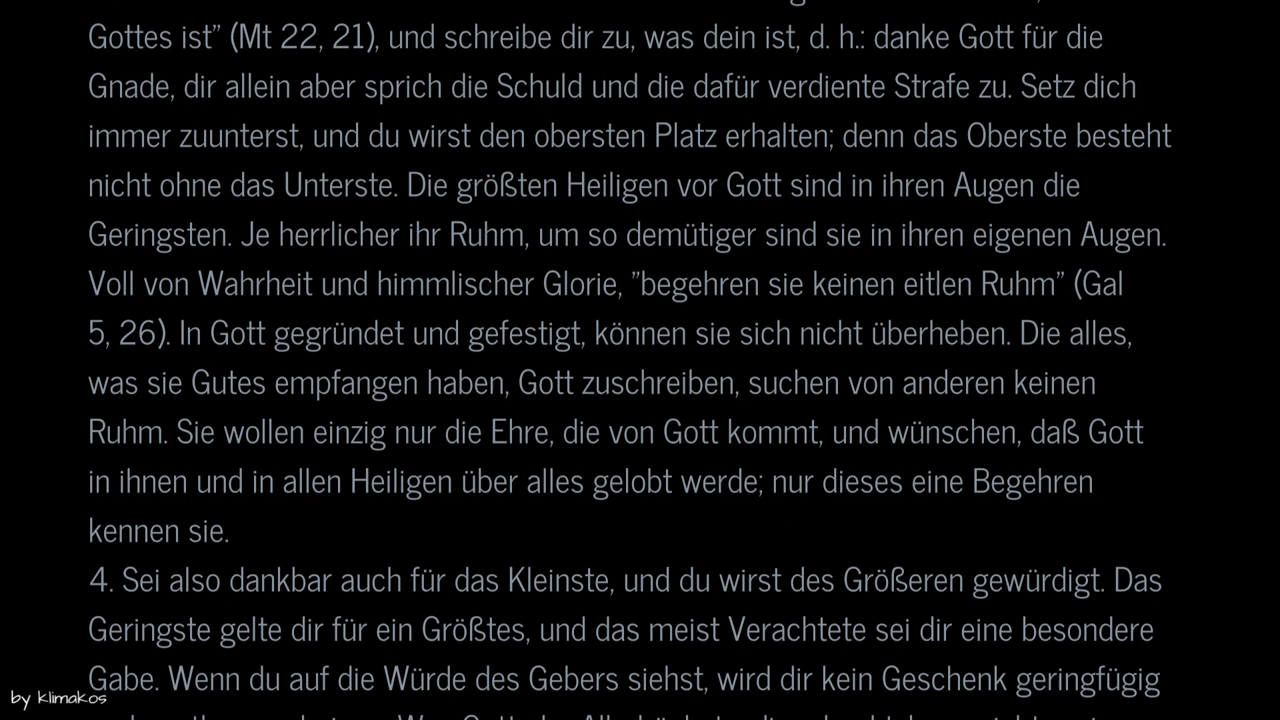 Gottes ist” (Mt 22, 21), und schreibe dir zu, was dein ist, d. h.: danke Gott für die
Gnade, dir allein aber sprich die Schuld und die dafür verdiente Strafe zu. Setz dich
immer zuunterst, und du wirst den obersten Platz erhalten; denn das Oberste besteht
nicht ohne das Unterste. Die größten Heiligen vor Gott sind in ihren Augen die
Geringsten. Je herrlicher ihr Ruhm, um so demütiger sind sie in ihren eigenen Augen.
Voll von Wahrheit und himmlischer Glorie, ”begehren sie keinen eitlen Ruhm” (Gal
5, 26). In Gott gegründet und gefestigt, können sie sich nicht überheben. Die alles,
was sie Gutes empfangen haben, Gott zuschreiben, suchen von anderen keinen
Ruhm. Sie wollen einzig nur die Ehre, die von Gott kommt, und wünschen, daß Gott
in ihnen und in allen Heiligen über alles gelobt werde; nur dieses eine Begehren
kennen sie.
4. Sei also dankbar auch für das Kleinste, und du wirst des Größeren gewürdigt. Das
Geringste gelte dir für ein Größtes, und das meist Verachtete sei dir eine besondere
Gabe. Wenn du auf die Würde des Gebers siehst, wird dir kein Geschenk geringfügig
by klimakos